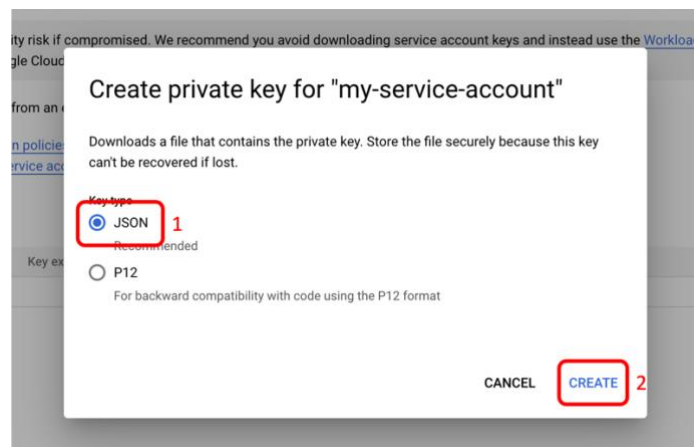 ity risk if compromised. We recommend you avoid downloading service account keys and instead use the Workloa
gle Cloud
Create private key for "my-service-account"
from an
Downloads a file that contains the private key. Store the file securely because this key
n policie
can't be recovered if lost.
ervice acc
Key type
JSON 1
Recommended
Key ex
P12
For backward compatibility with code using the P12 format
CANCEL CREATE 2